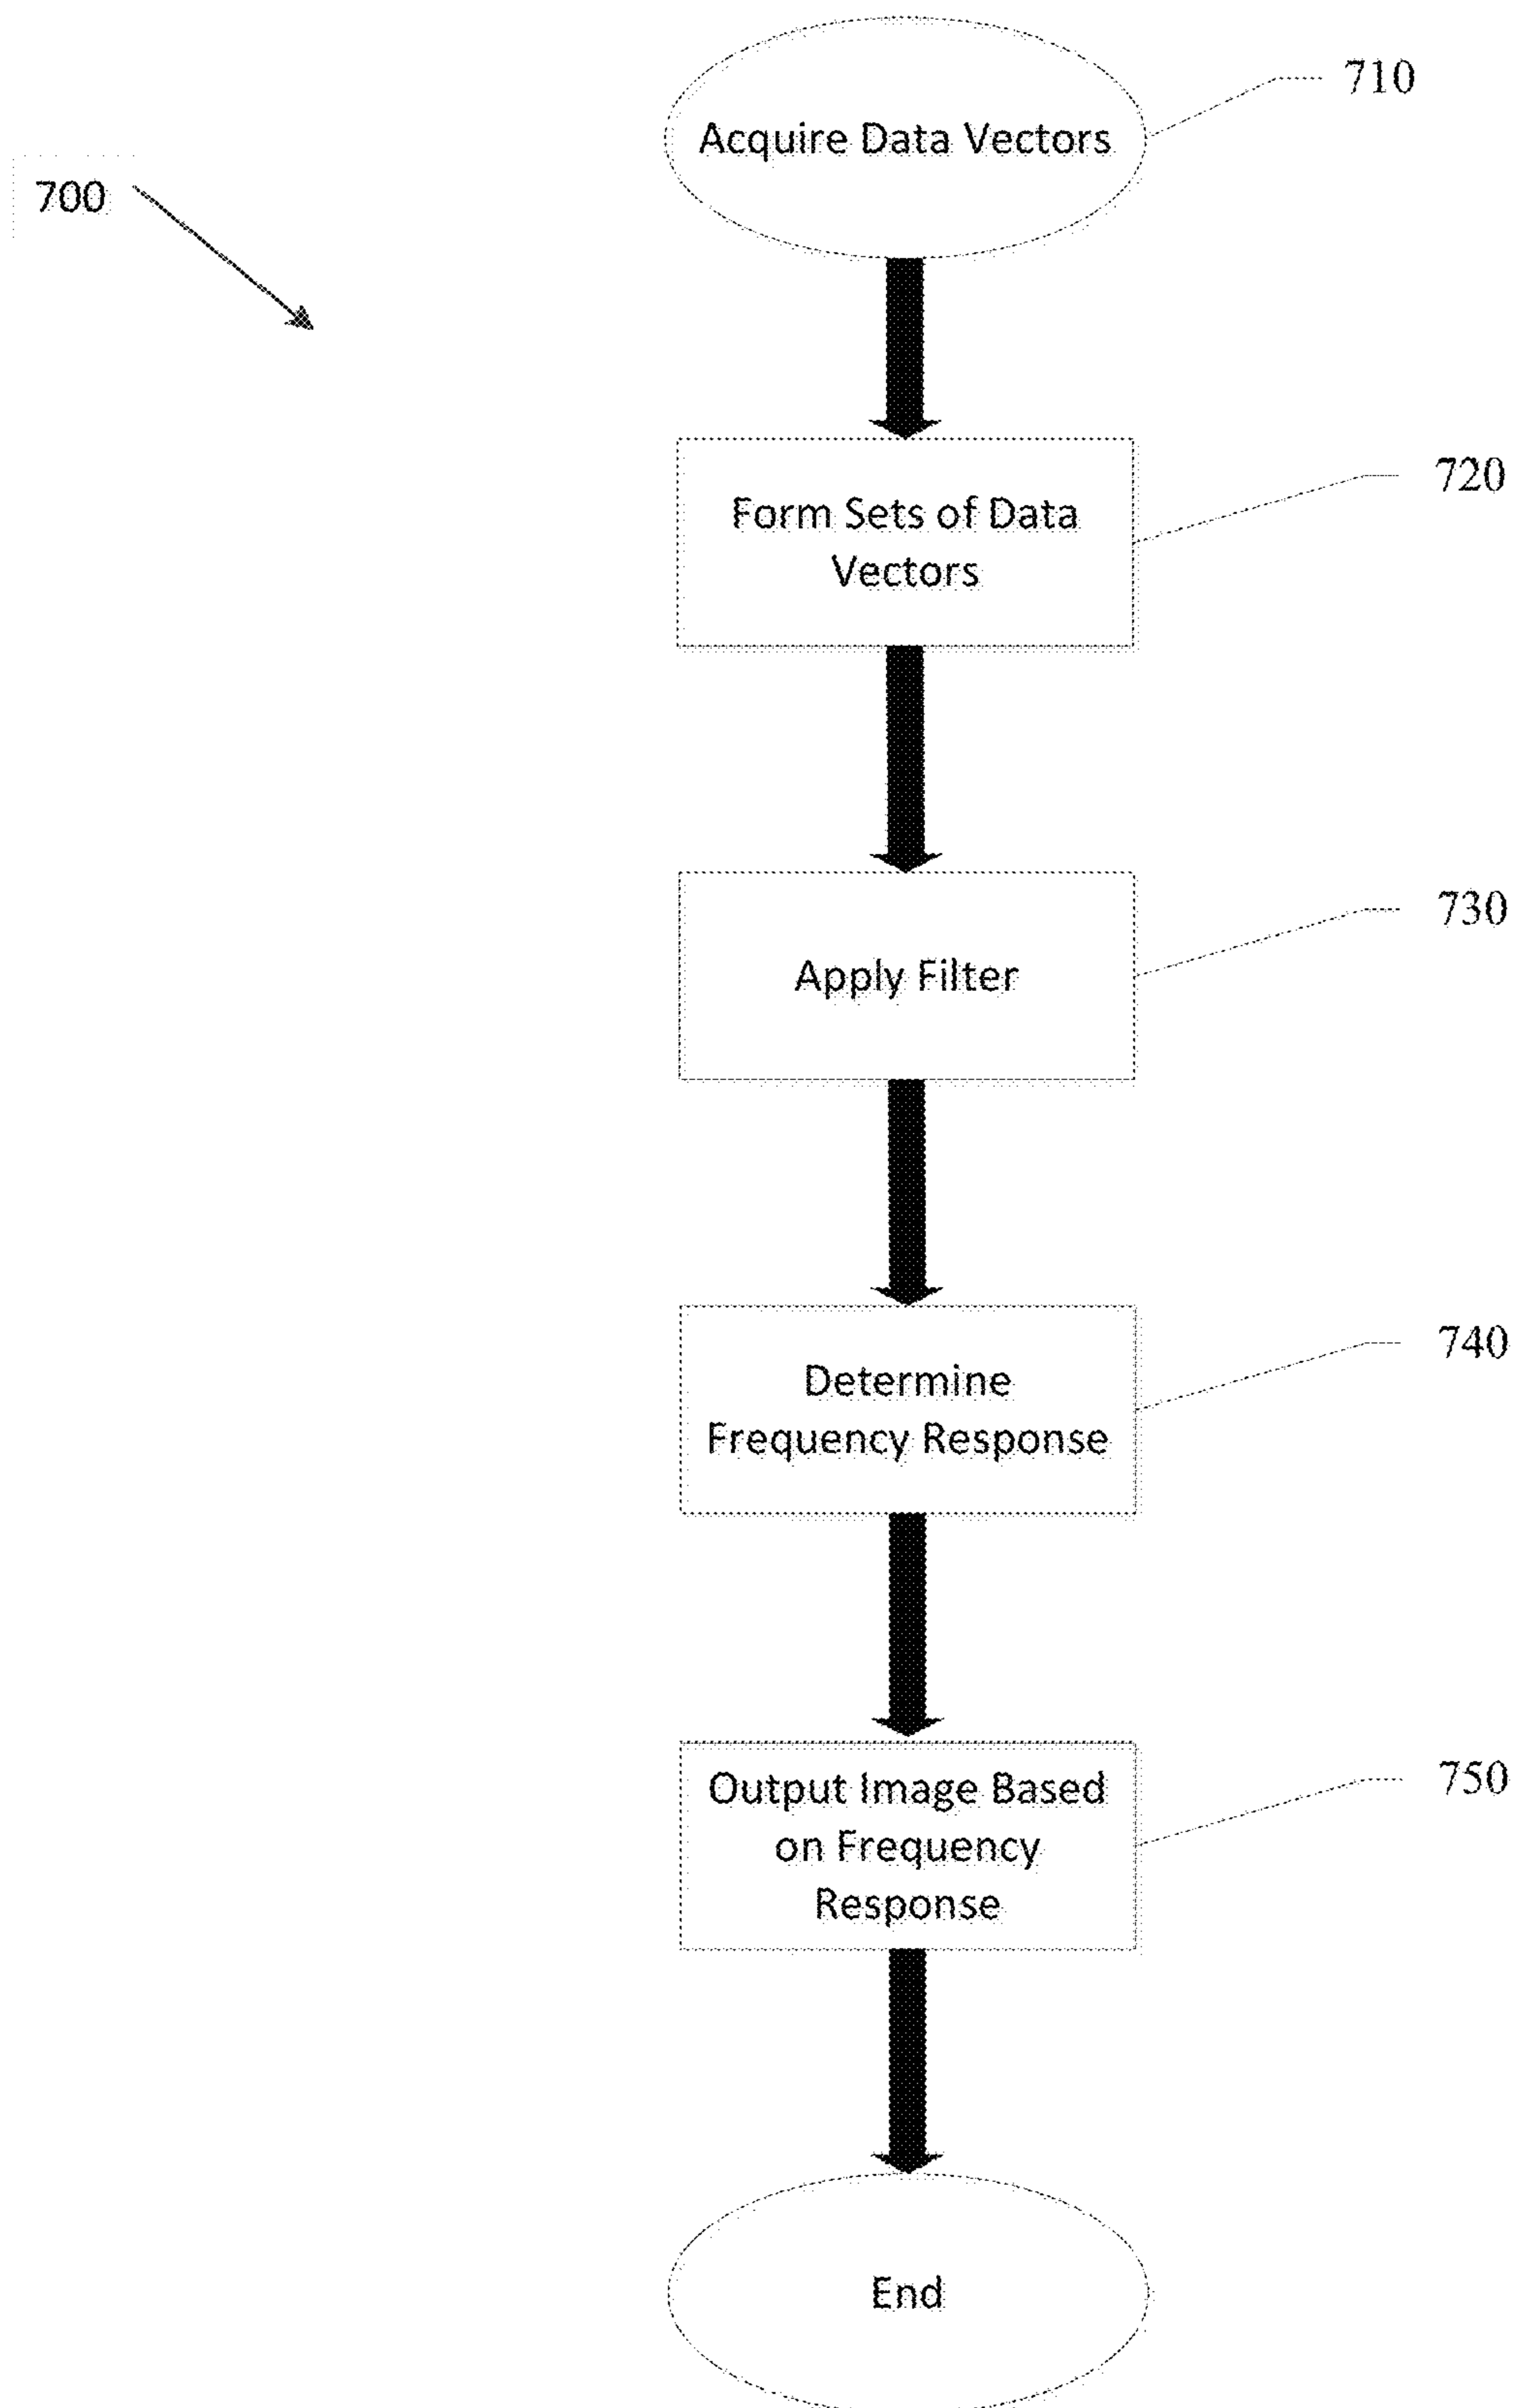 710
Acquire Data Vectors
700
720
Form Sets of Data
Vectors
730
Apply Filter
740
Determine
Frequency Response
750
Output Image Based
on Frequency
Response
End